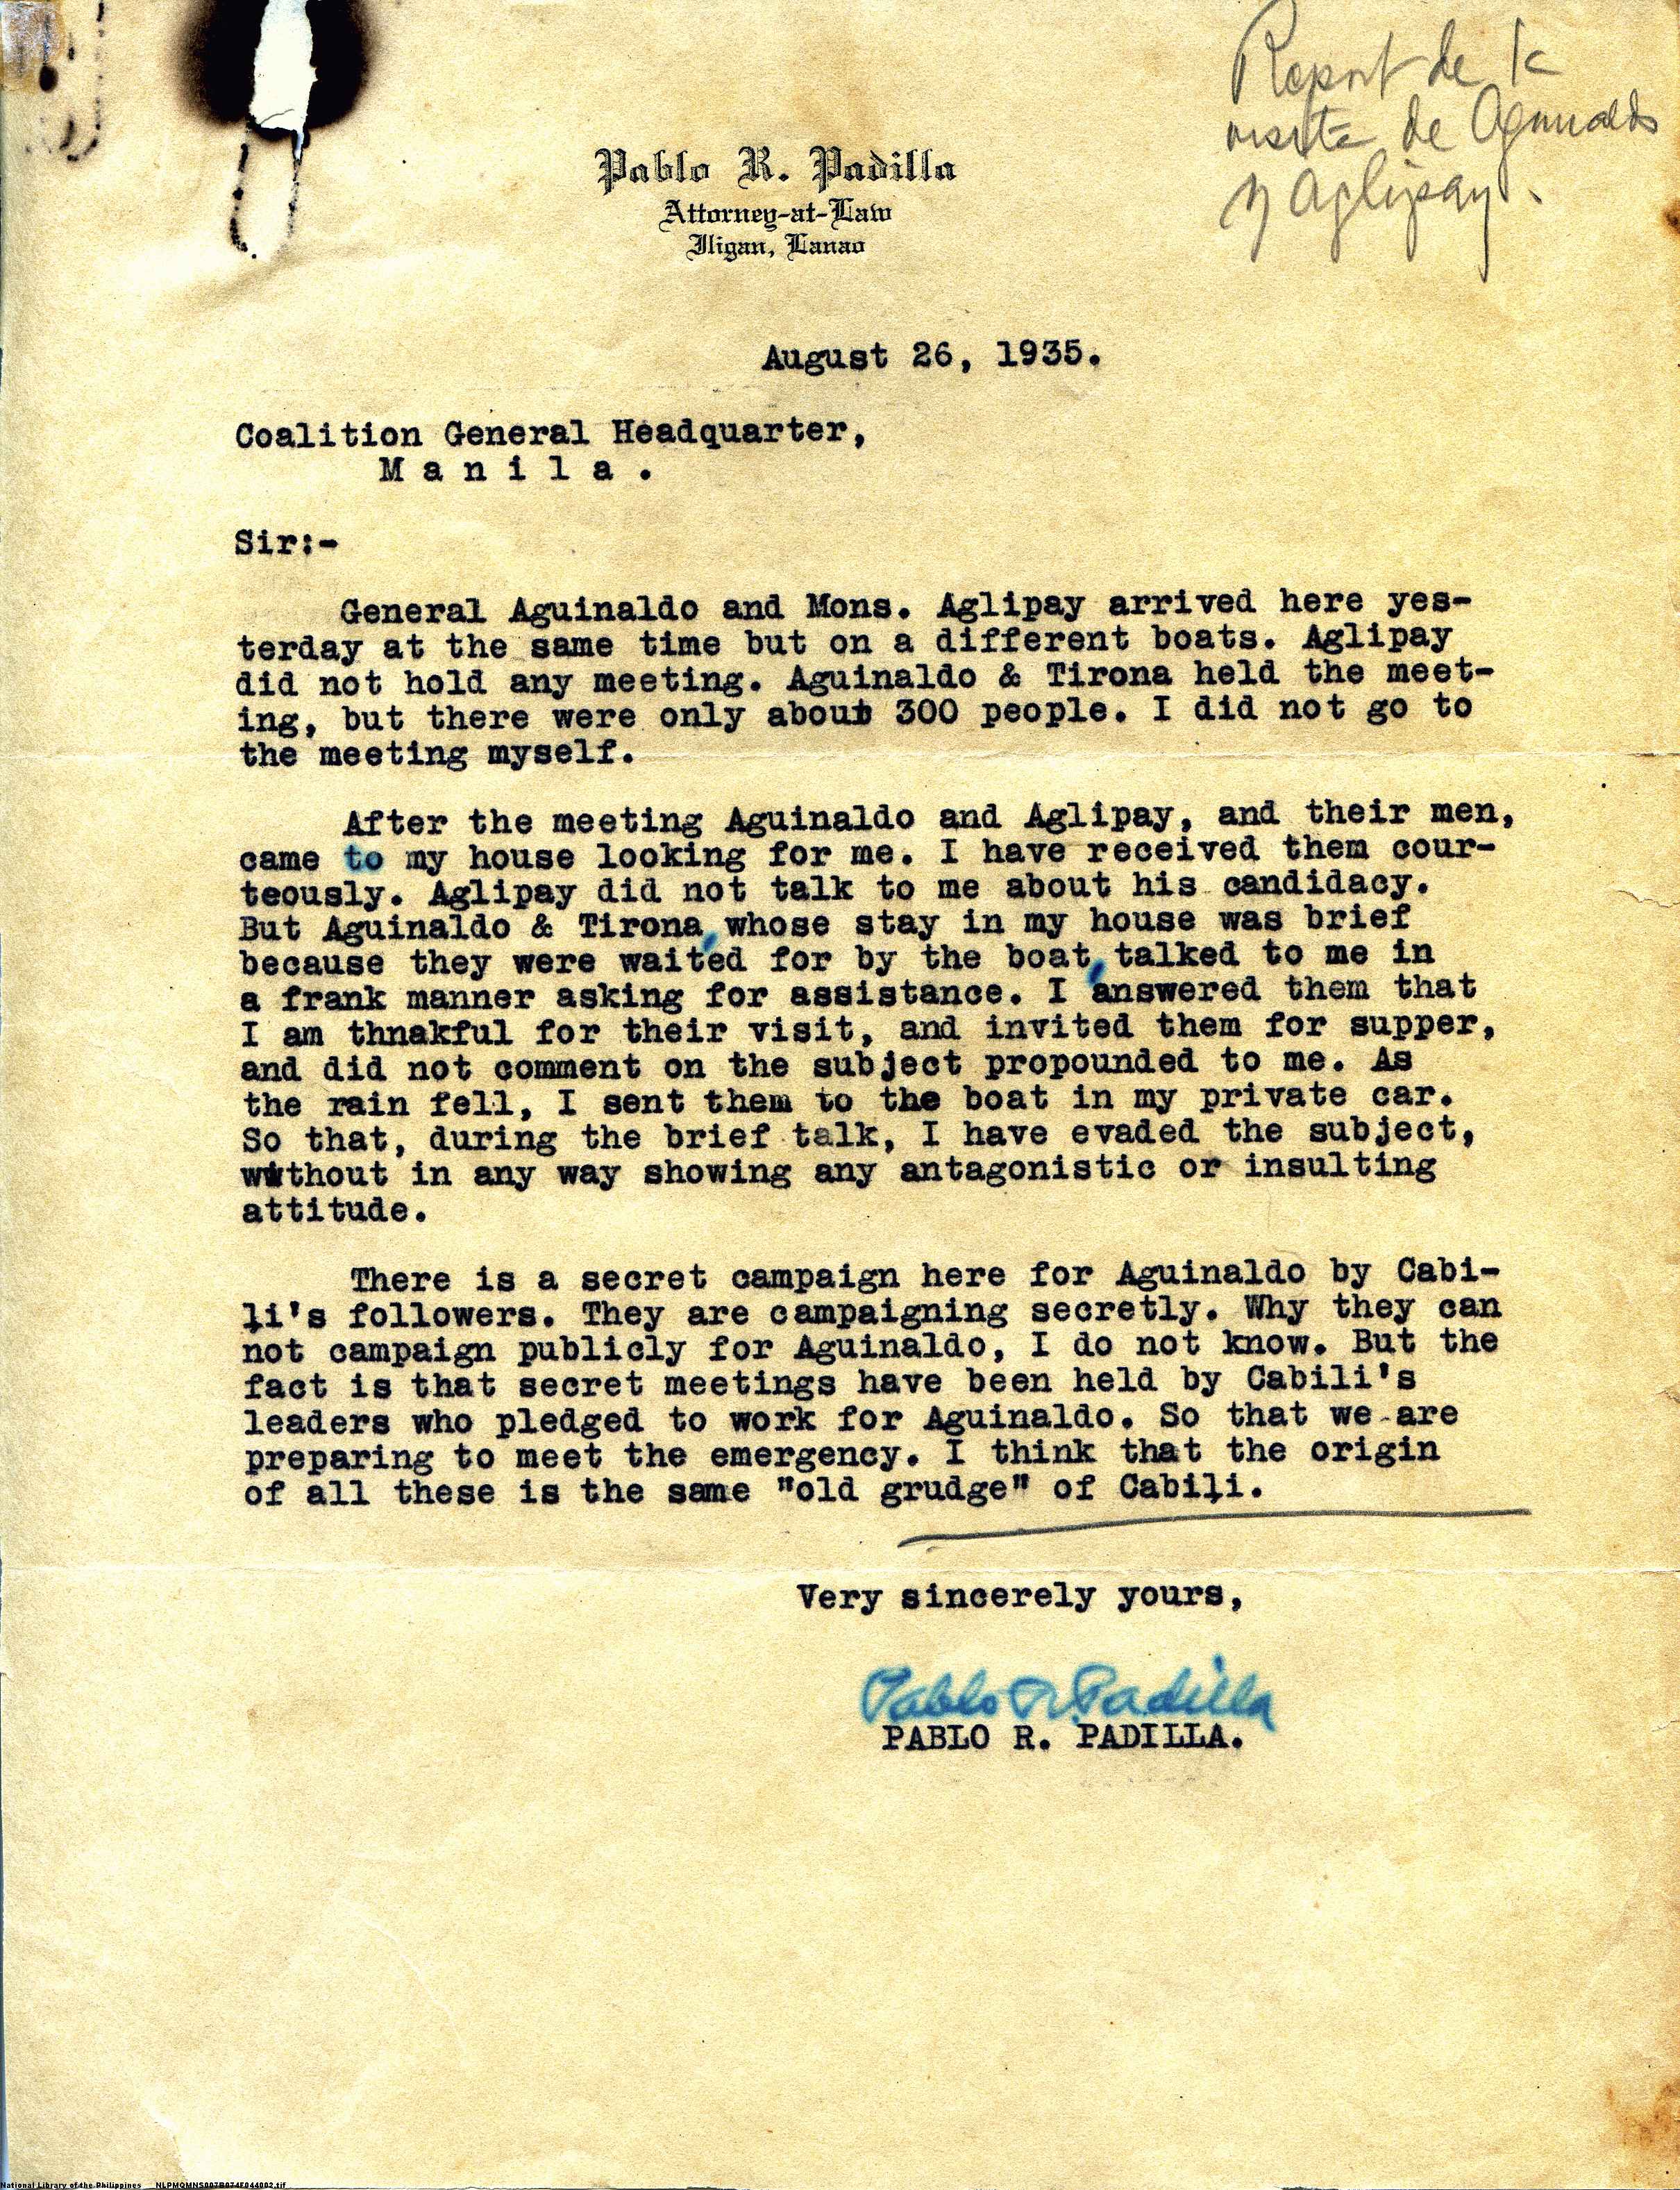 Report de la
visita de Aguinaldo
y Aglipay.
Pablo R. Padilla
Attorney-at-Law
Iligan, Lanao
August 26, 1935.
Coalition General Headquarter,
M a n i l a .
Sir:-
General Aguinaldo and Mons. Aglipay arrived here yes-
terday at the same time but on a different boats. Aglipay
did not hold any meeting. Aguinaldo & Tirona held the meet-
ing, but there were only about 300 people. I did not go to
the meeting myself.
After the meeting Aguinaldo and Aglipay, and their men,
came to my house looking for me. I have received them cour-
teously. Aglipay did not talk to me about his candidacy.
But Aguinaldo & Tirona, whose stay in my house was brief
because they were waited for by the boat, talked to me in
a frank manner asking for assistance. I answered them that
I am thnakful for their visit, and invited them for supper,
and did not comment on the subject propounded to me. As
the rain fell, I sent them to the boat in my private car.
So that, during the brief talk, I have evaded the subject,
without in any way showing any antagonistic or insulting
attitude.
There is a secret campaign here for Aguinaldo by Cabi-
li's followers. They are campaigning secretly. Why they can
not campaign publicly for Aguinaldo, I do not know. But the
fact is that secret meetings have been held by Cabili's
leaders who pledged to work for Aguinaldo. So that we are
preparing to meet the emergency. I think that the origin
of all these is the same "old grudge" of Cabili.
Very sincerely yours,
Pablo R. Padilla
PABLO R. PADILLA.
National Library of the Philippines NLPMQMNS007B074F044002.tif